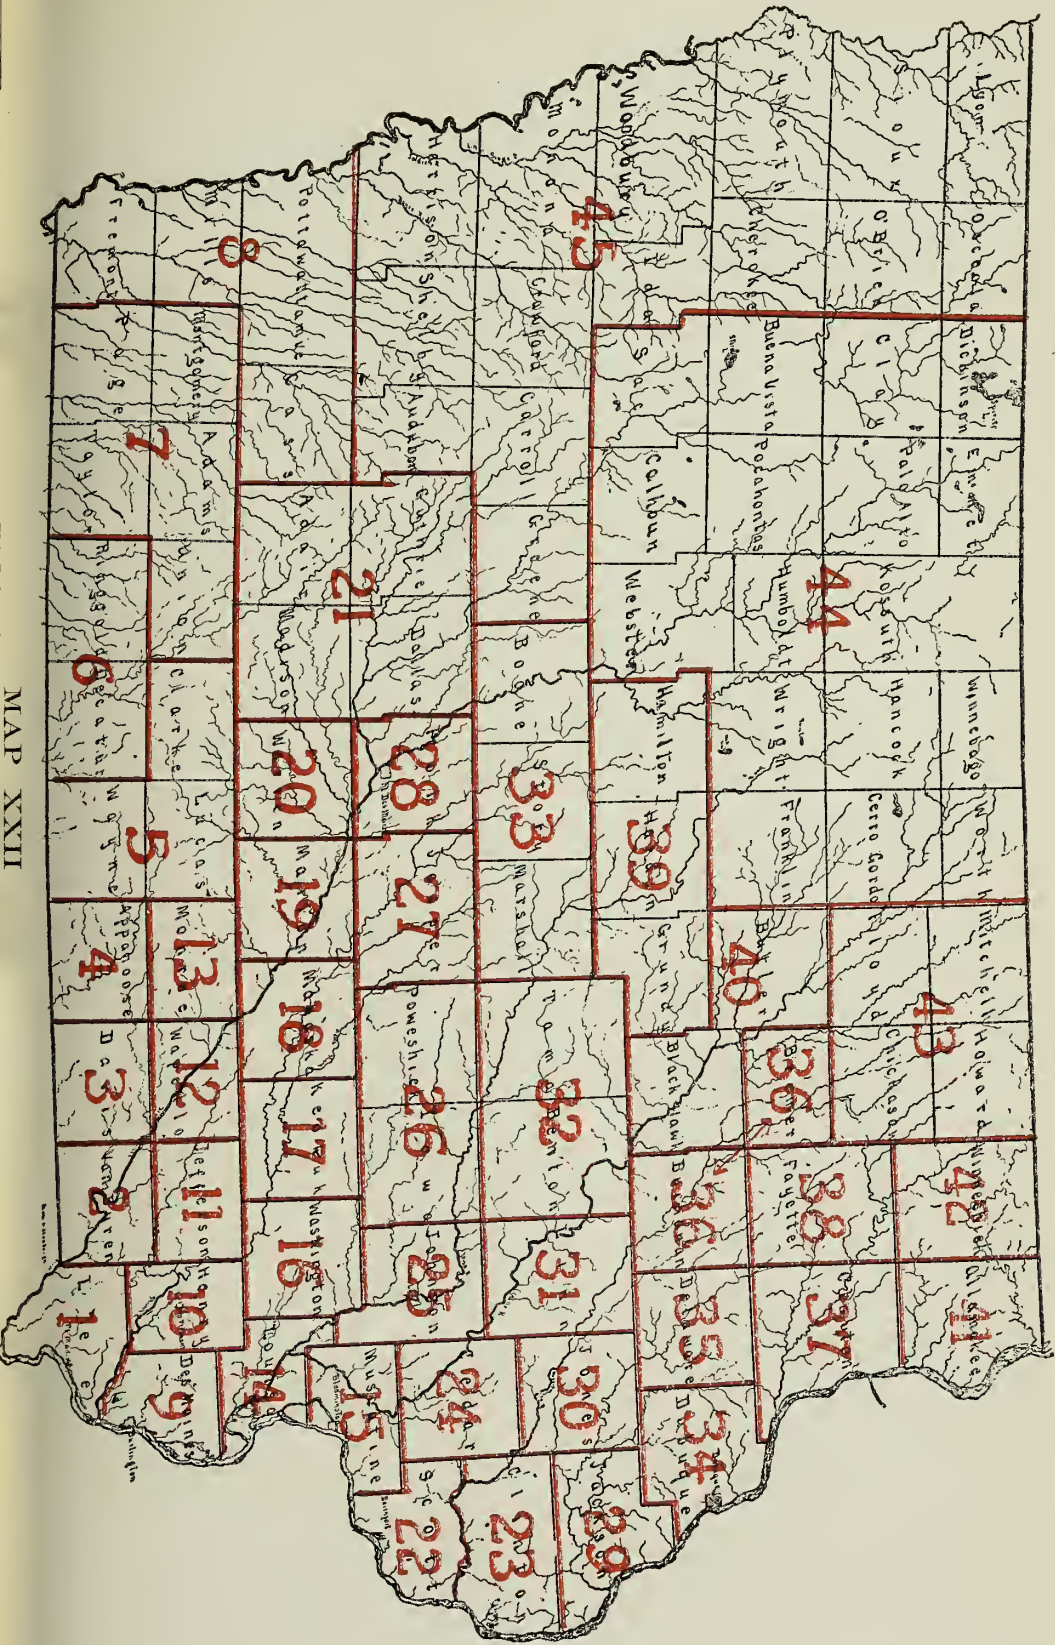 Lyon
Osceola
Dickinson
Emmet
Winnebago
Worth
Mitchell
Howard
Winneshiek
Allamakee
Sioux
O'Brien
Clay
Palo Alto
Kossuth
Hancock
Cerro Gordo
Floyd
Chickasaw
Fayette
Clayton
Plymouth
Cherokee
Buena Vista
Pocahontas
Humboldt
Wright
Franklin
Butler
Bremer
Woodbury
Ida
Sac
Calhoun
Webster
Hamilton
Hardin
Grundy
Black Hawk
Delaware
Dubuque
Monona
Crawford
Carroll
Greene
Boone
Story
Marshall
Tama
Benton
Linn
Jones
Jackson
Harrison
Shelby
Audubon
Guthrie
Dallas
Polk
Poweshiek
Iowa
Johnson
Cedar
Clinton
Scott
Pottawattamie
Cass
Adair
Madison
Warren
Marion
Mahaska
Keokuk
Washington
Louisa
Muscatine
Mills
Montgomery
Adams
Union
Clarke
Lucas
Monroe
Wapello
Jefferson
Henry
Des Moines
Fremont
Page
Taylor
Ringgold
Decatur
Wayne
Appanoose
Davis
Van Buren
Lee
Burlington
1
2
3
4
5
6
7
8
9
10
11
12
13
14
15
16
17
18
19
20
21
22
23
24
25
26
27
28
29
30
31
32
33
34
35
36
36
37
38
39
40
41
42
43
44
45
MAP XXII